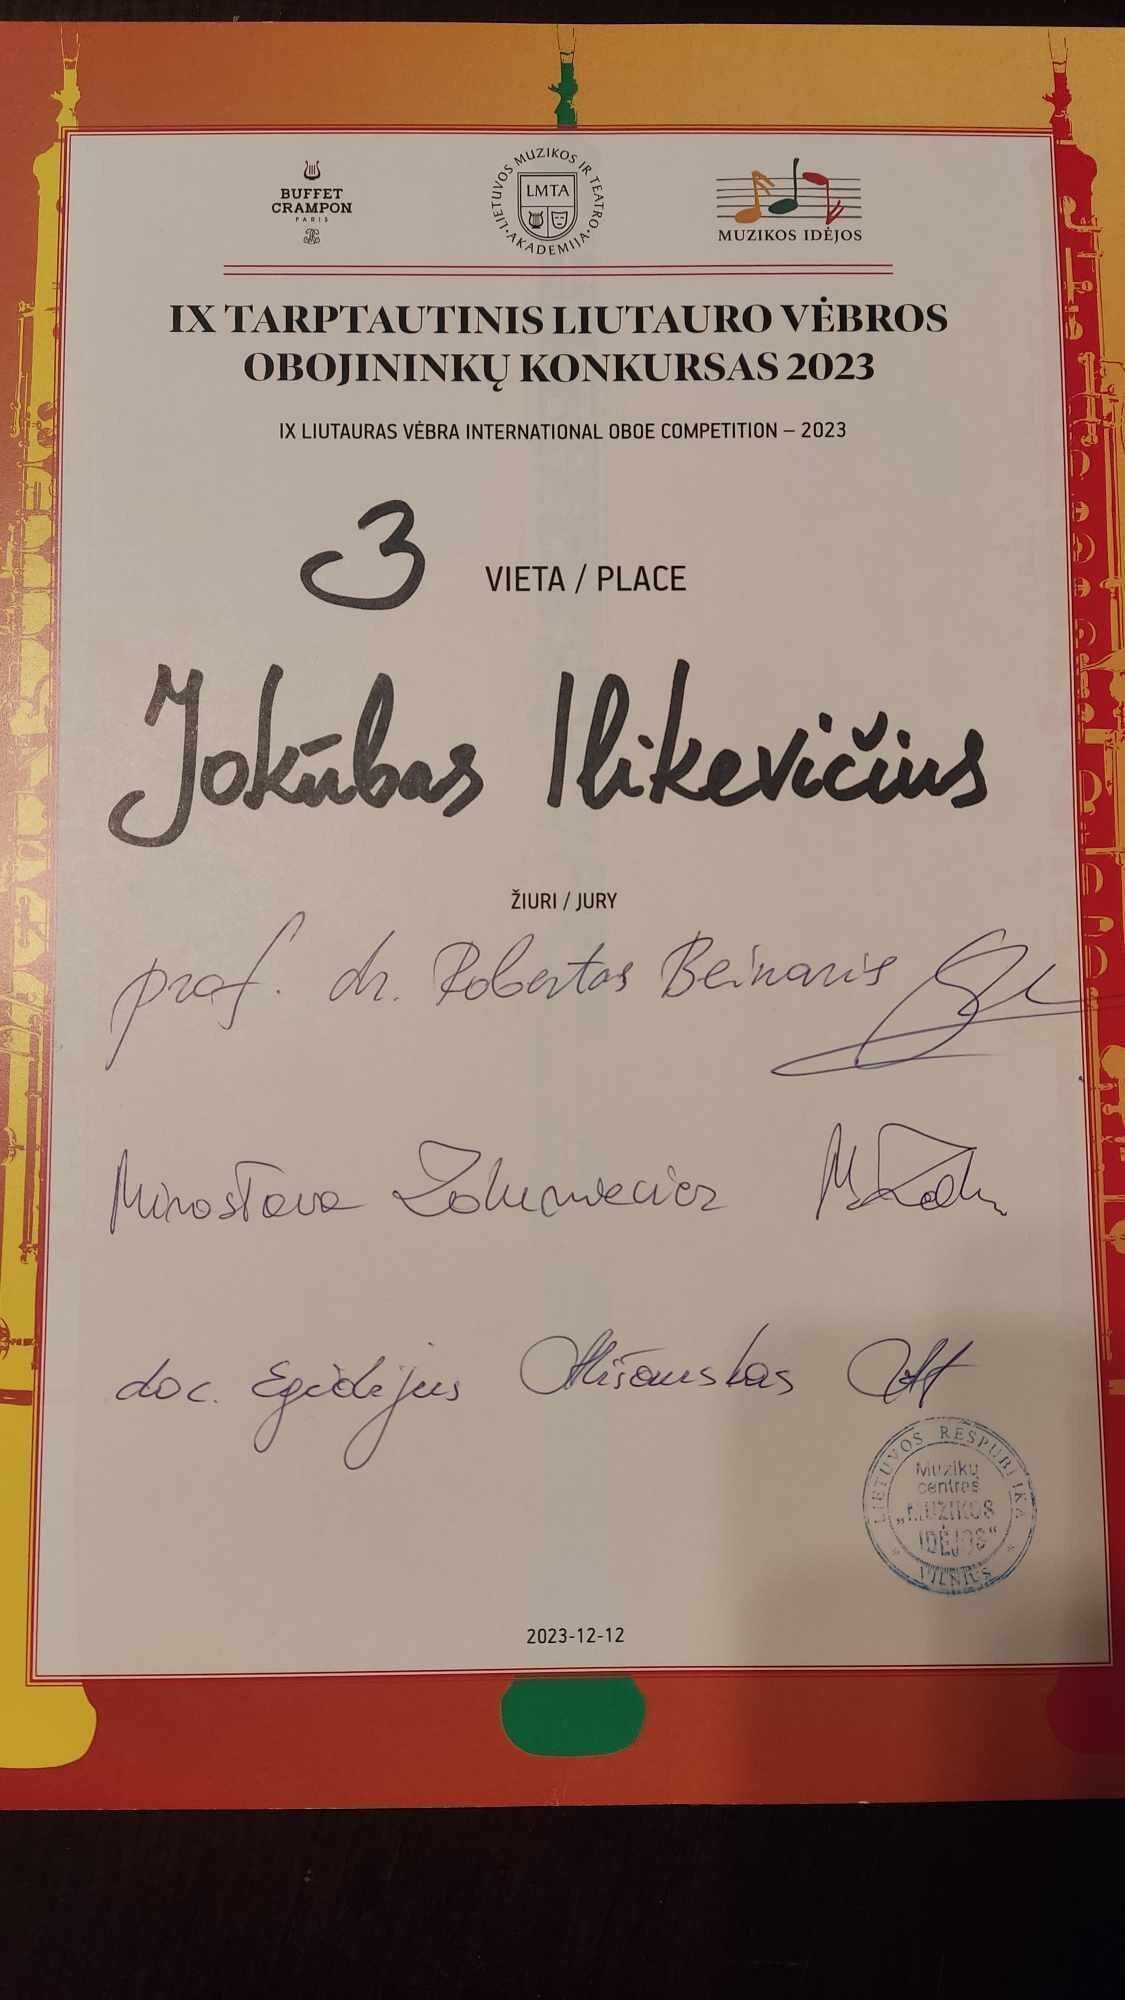 BUFFET
CRAMPON
PARIS
LIETUVOS MUZIKOS IR TEATRO AKADEMIJA
LMTA
MUZIKOS IDĖJOS
IX TARPTAUTINIS LIUTAURO VĖBROS
OBOJININKŲ KONKURSAS 2023
IX LIUTAURAS VĖBRA INTERNATIONAL OBOE COMPETITION – 2023
3 VIETA / PLACE
Jokūbas Ilikevičius
ŽIURI / JURY
prof. dr. Robertas Beinaris
Mirosława
doc. Egidijus Ališauskas
LIETUVOS RESPUBLIKA
Muzikų
centras
„MUZIKOS
IDĖJOS“
* VILNIUS *
2023-12-12